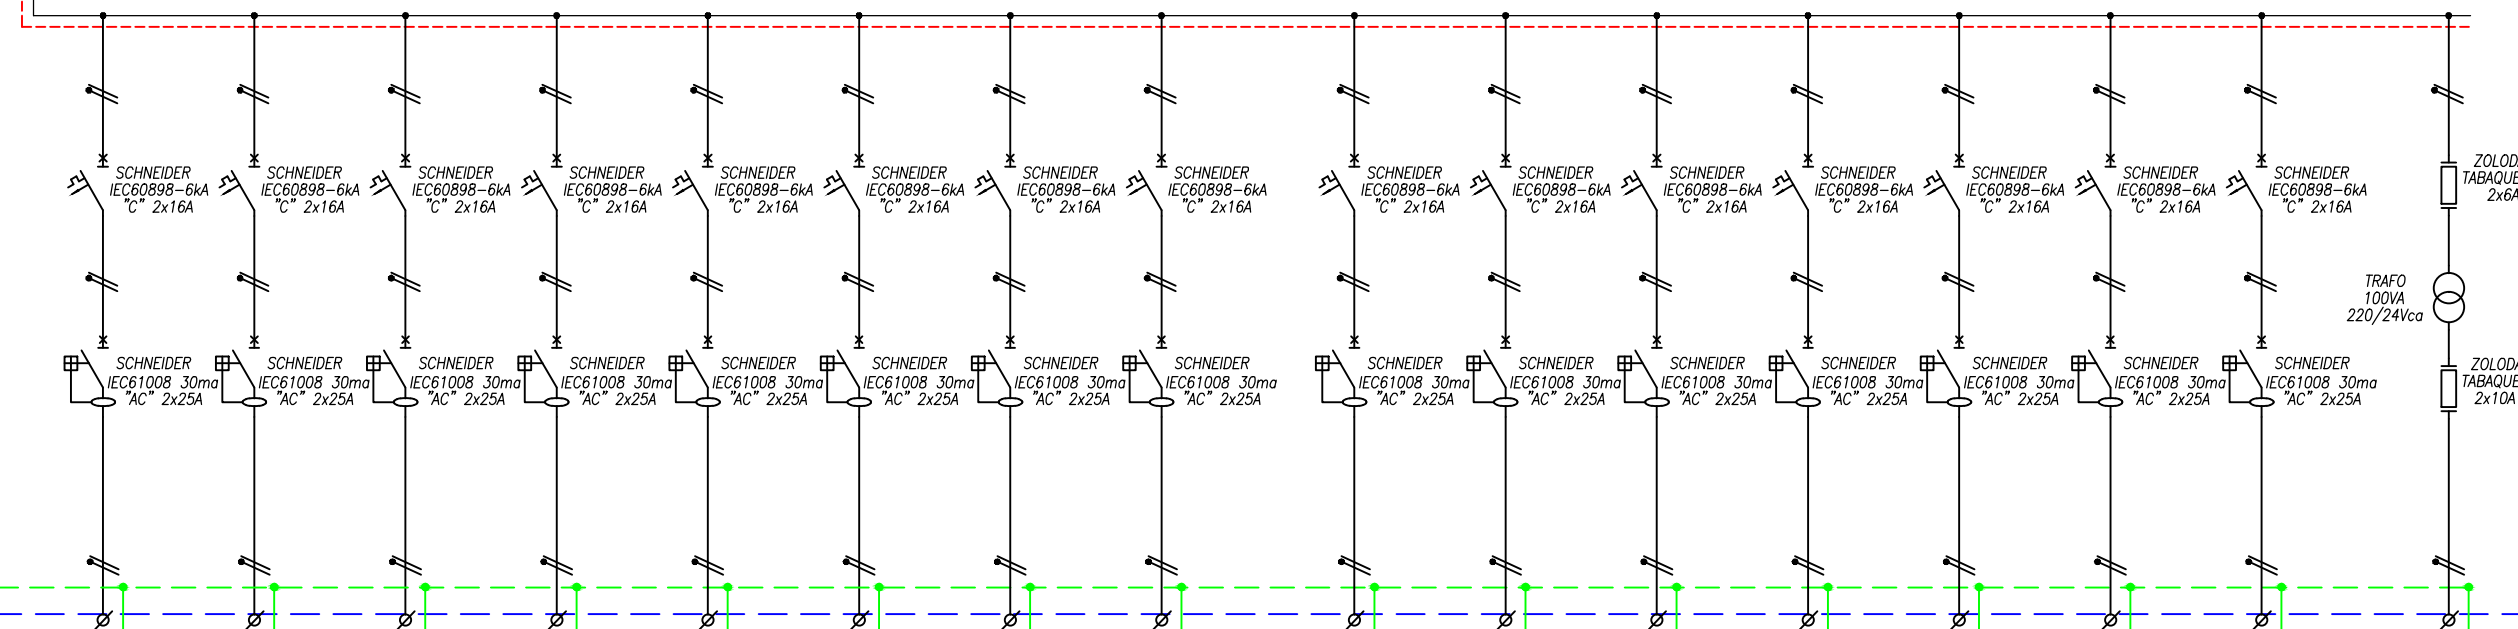 SCHNEIDER
IEC60898-6kA
"C" 2x16A
SCHNEIDER
IEC60898-6kA
"C" 2x16A
SCHNEIDER
IEC60898-6kA
"C" 2x16A
SCHNEIDER
IEC60898-6kA
"C" 2x16A
SCHNEIDER
IEC60898-6kA
"C" 2x16A
SCHNEIDER
IEC60898-6kA
"C" 2x16A
SCHNEIDER
IEC60898-6kA
"C" 2x16A
SCHNEIDER
IEC60898-6kA
"C" 2x16A
SCHNEIDER
IEC60898-6kA
"C" 2x16A
SCHNEIDER
IEC60898-6kA
"C" 2x16A
SCHNEIDER
IEC60898-6kA
"C" 2x16A
SCHNEIDER
IEC60898-6kA
"C" 2x16A
SCHNEIDER
IEC60898-6kA
"C" 2x16A
SCHNEIDER
IEC60898-6kA
"C" 2x16A
SCHNEIDER
IEC60898-6kA
"C" 2x16A
ZOLODA
TABAQUE
2x6A
TRAFO
100VA
220/24Vca
SCHNEIDER
IEC61008 30ma
"AC" 2x25A
SCHNEIDER
IEC61008 30ma
"AC" 2x25A
SCHNEIDER
IEC61008 30ma
"AC" 2x25A
SCHNEIDER
IEC61008 30ma
"AC" 2x25A
SCHNEIDER
IEC61008 30ma
"AC" 2x25A
SCHNEIDER
IEC61008 30ma
"AC" 2x25A
SCHNEIDER
IEC61008 30ma
"AC" 2x25A
SCHNEIDER
IEC61008 30ma
"AC" 2x25A
SCHNEIDER
IEC61008 30ma
"AC" 2x25A
SCHNEIDER
IEC61008 30ma
"AC" 2x25A
SCHNEIDER
IEC61008 30ma
"AC" 2x25A
SCHNEIDER
IEC61008 30ma
"AC" 2x25A
SCHNEIDER
IEC61008 30ma
"AC" 2x25A
SCHNEIDER
IEC61008 30ma
"AC" 2x25A
SCHNEIDER
IEC61008 30ma
"AC" 2x25A
ZOLODA
TABAQUE
2x10A